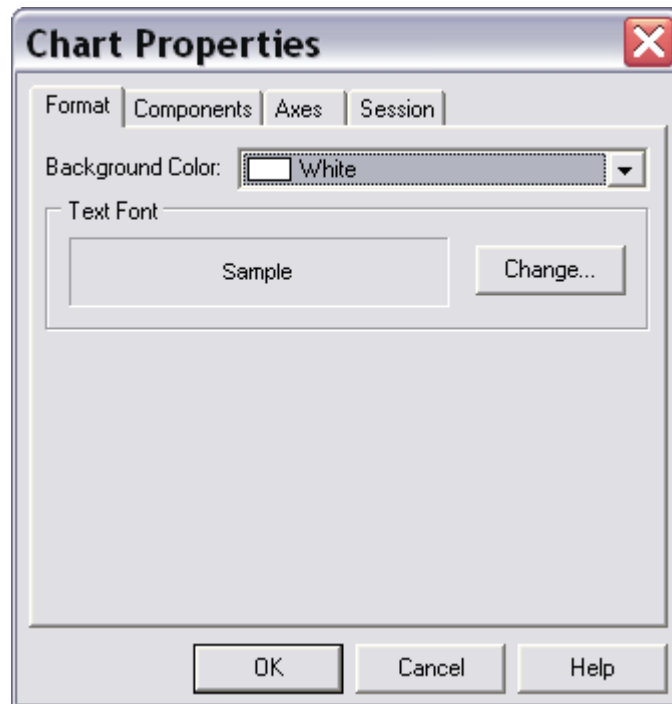 Chart Properties
Format Components Axes Session
Background Color: White
Text Font
Sample Change...
OK Cancel Help